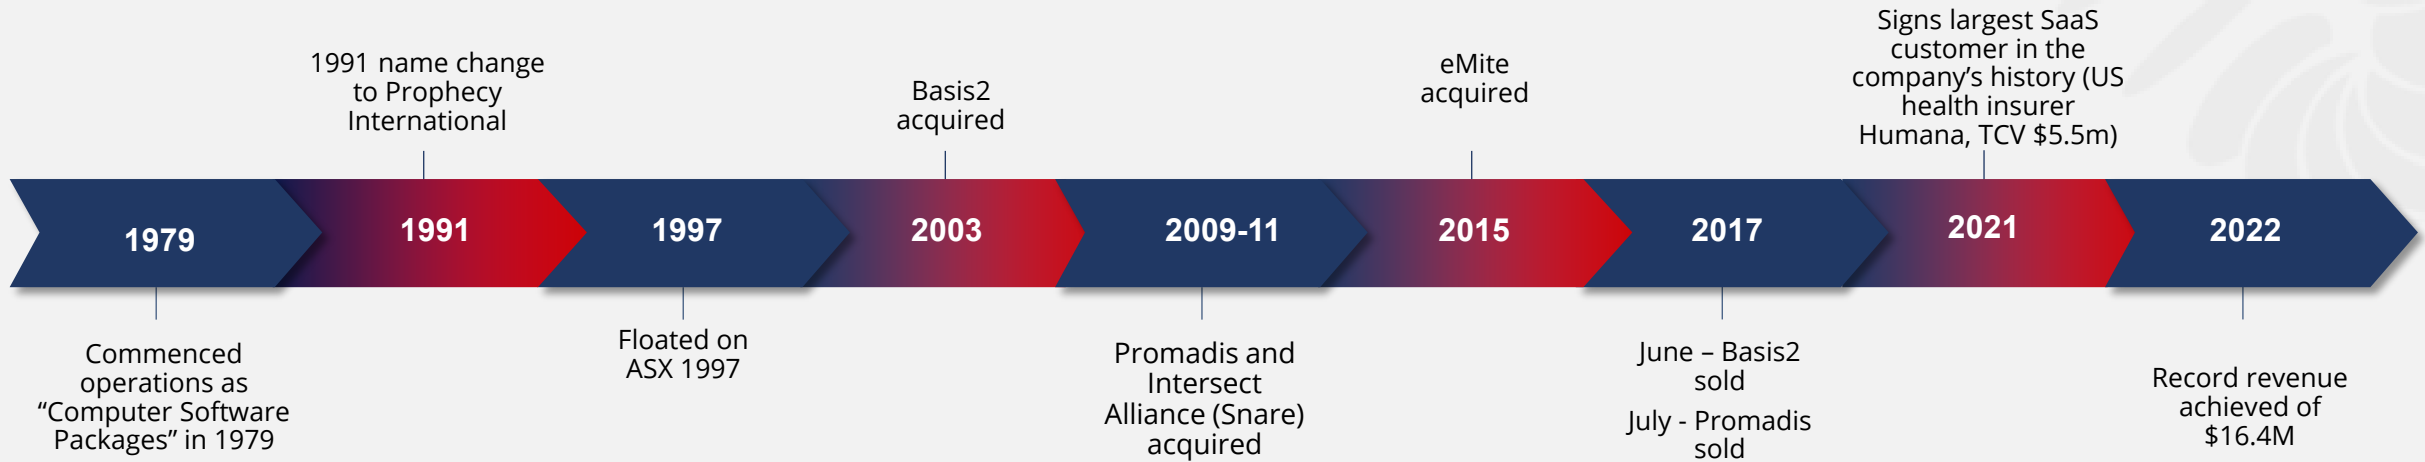 1979
Commenced
operations as
“Computer Software
Packages” in 1979
1991 name change
to Prophecy
International
1991
1997
Floated on
ASX 1997
Basis2
acquired
2003
2009-11
Promadis and
Intersect
Alliance (Snare)
acquired
eMite
acquired
2015
2017
June – Basis2
sold
July - Promadis
sold
Signs largest SaaS
customer in the
company’s history (US
health insurer
Humana, TCV $5.5m)
2021
2022
Record revenue
achieved of
$16.4M